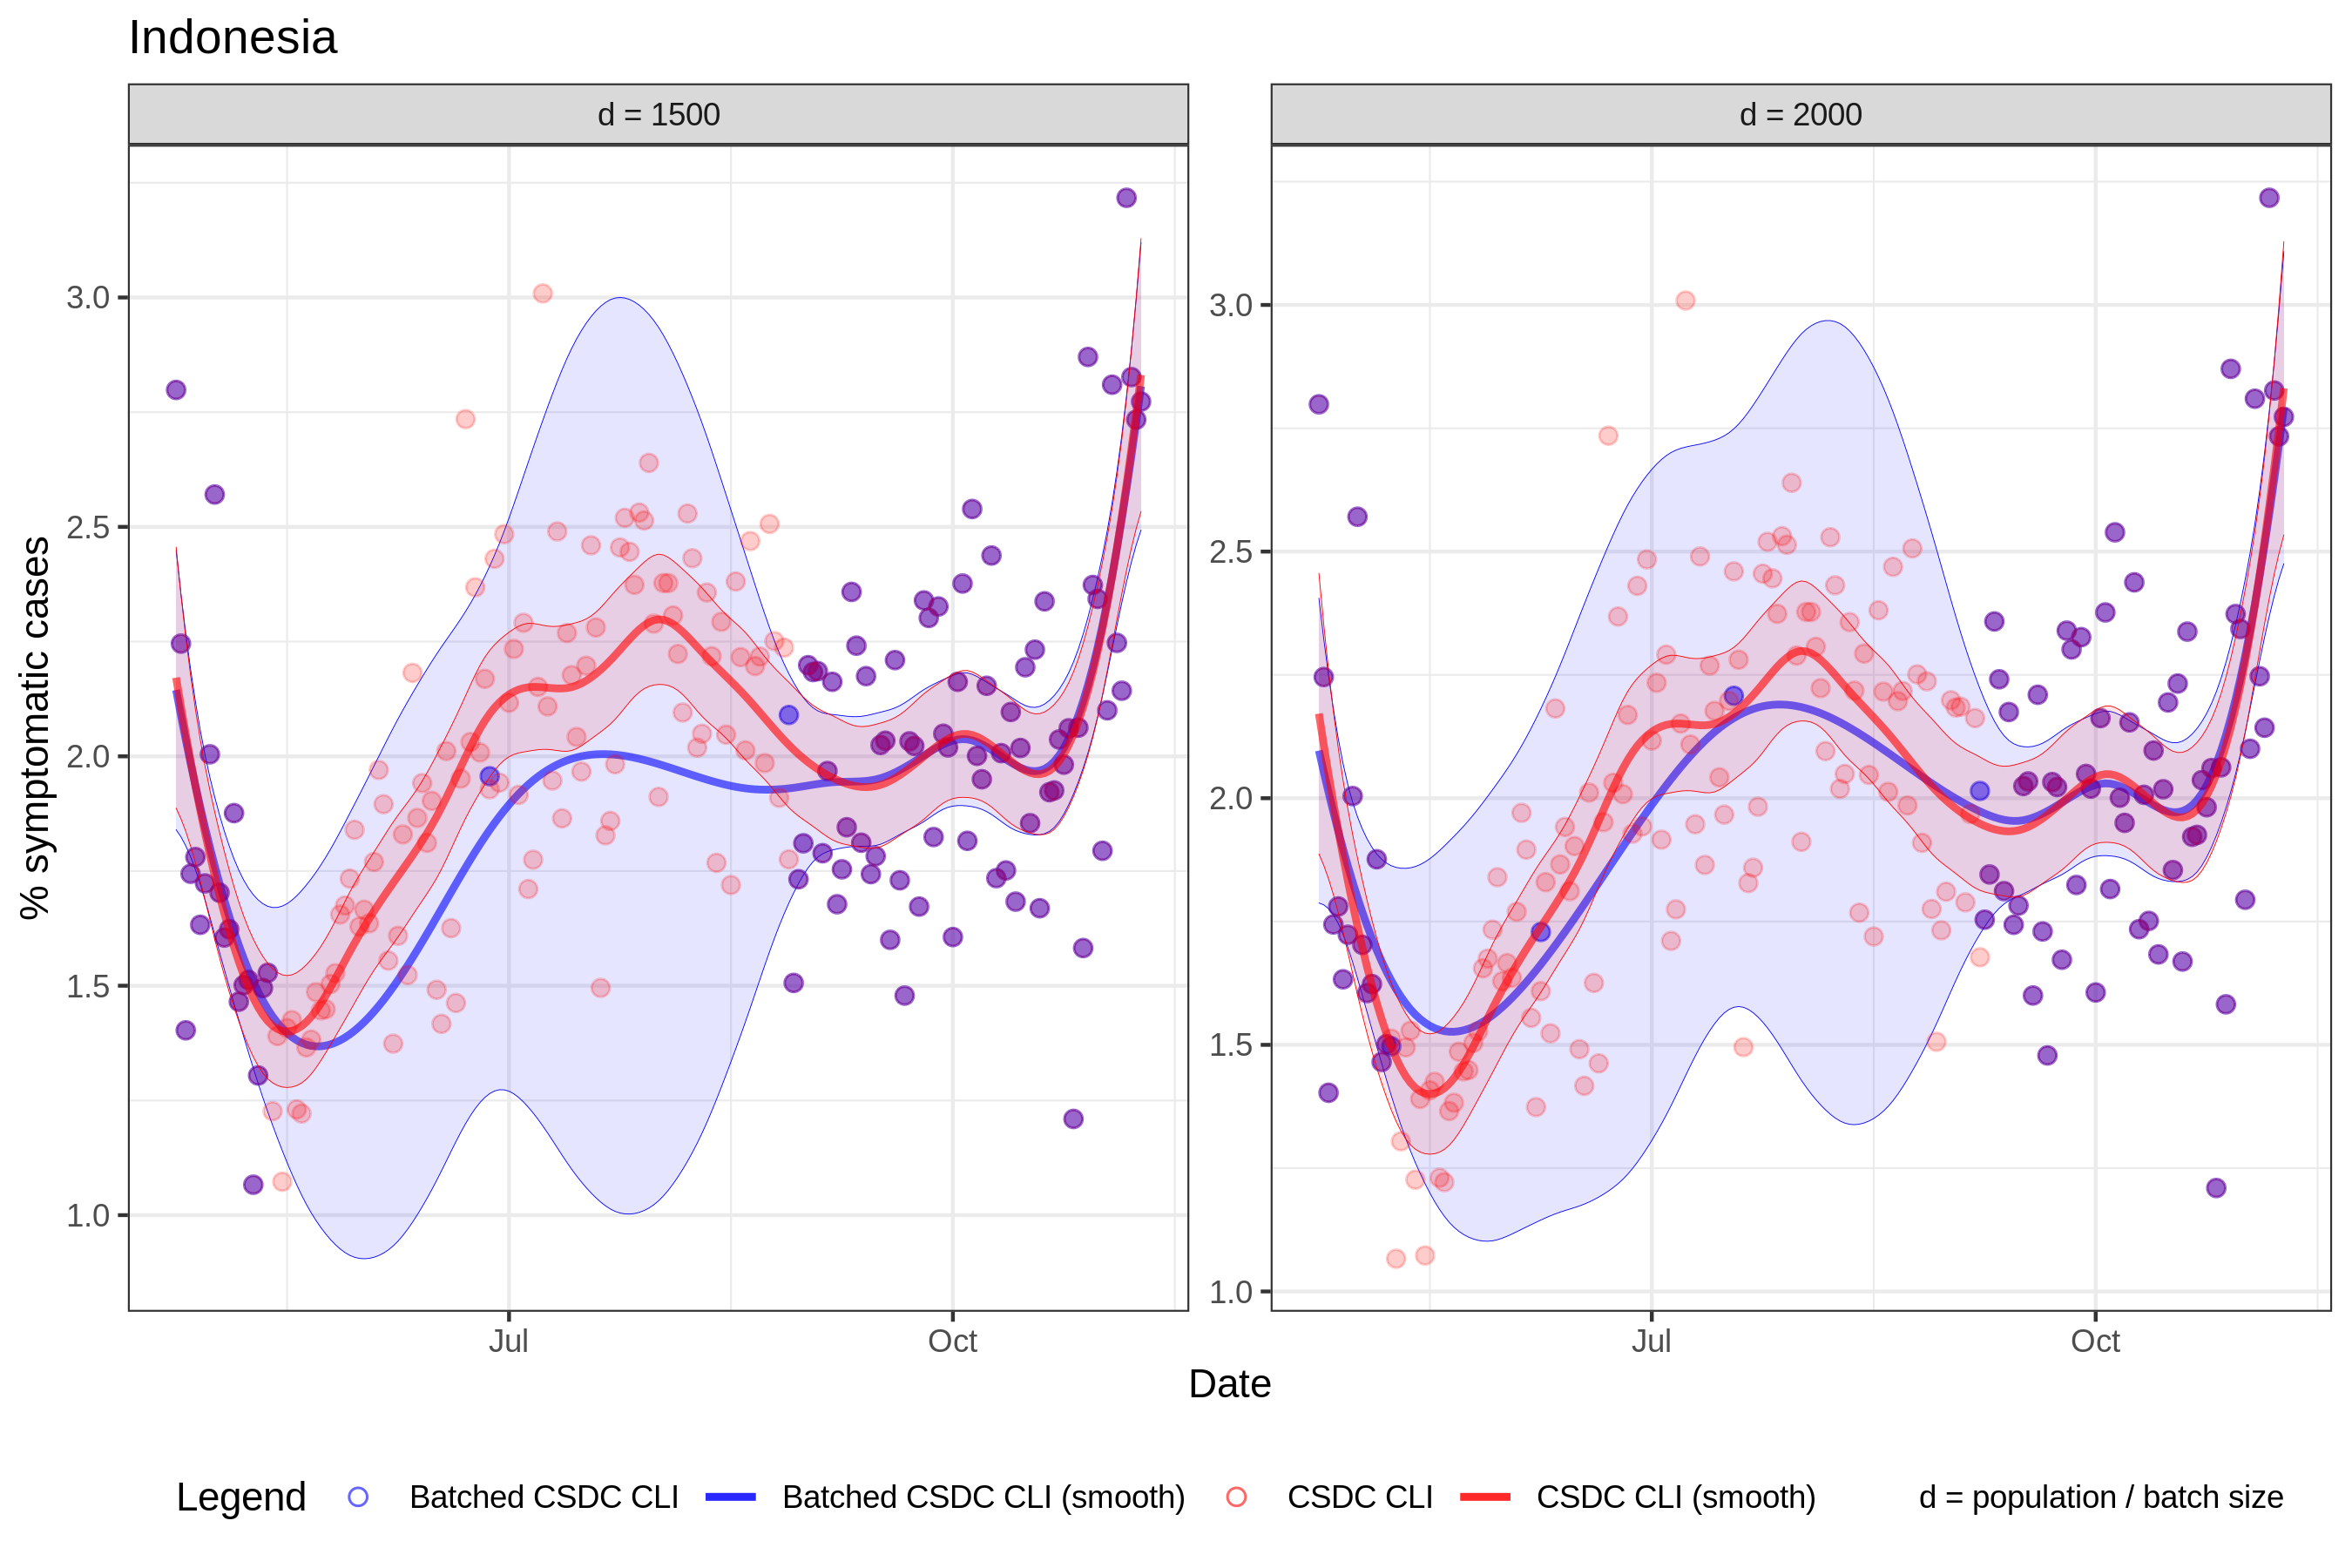 Indonesia
d = 1500
d = 2000
% symptomatic cases
3.0
2.5
2.0
1.5
1.0
3.0
2.5
2.0
1.5
1.0
Jul
Oct
Jul
Oct
Date
Legend
Batched CSDC CLI
Batched CSDC CLI (smooth)
CSDC CLI
CSDC CLI (smooth)
d = population / batch size